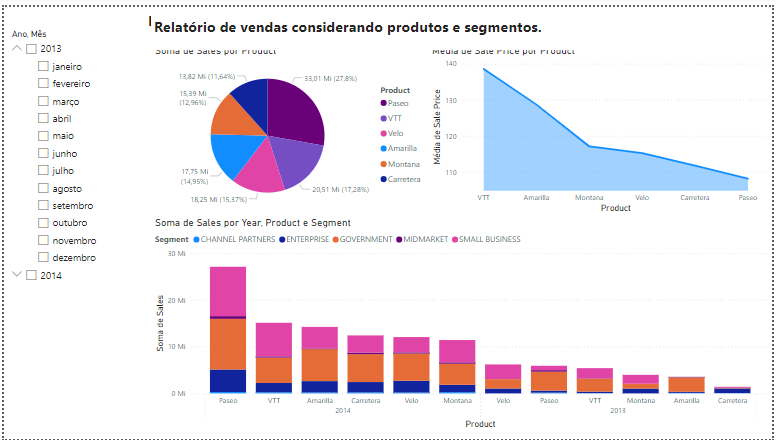 Relatório de vendas considerando produtos e segmentos.
Ano, Mês
2013
janeiro
fevereiro
março
abril
maio
junho
julho
agosto
setembro
outubro
novembro
dezembro
2014
Soma de Sales por Product
13,82 Mi (11,64%)
33,01 Mi (27,8%)
15,39 Mi
(12,96%)
17,75 Mi
(14,95%)
18,25 Mi (15,37%)
20,51 Mi (17,28%)
Product
Paseo
VTT
Velo
Amarilla
Montana
Carretera
Média de Sale Price por Product
Média de Sale Price
140
130
120
110
VTT Amarilla Montana Velo Carretera Paseo
Product
Soma de Sales por Year, Product e Segment
Segment CHANNEL PARTNERS ENTERPRISE GOVERNMENT MIDMARKET SMALL BUSINESS
Soma de Sales
30 Mi
20 Mi
10 Mi
0 Mi
Paseo VTT Amarilla Carretera Velo Montana Velo Paseo VTT Montana Amarilla Carretera
2014 2013
Product